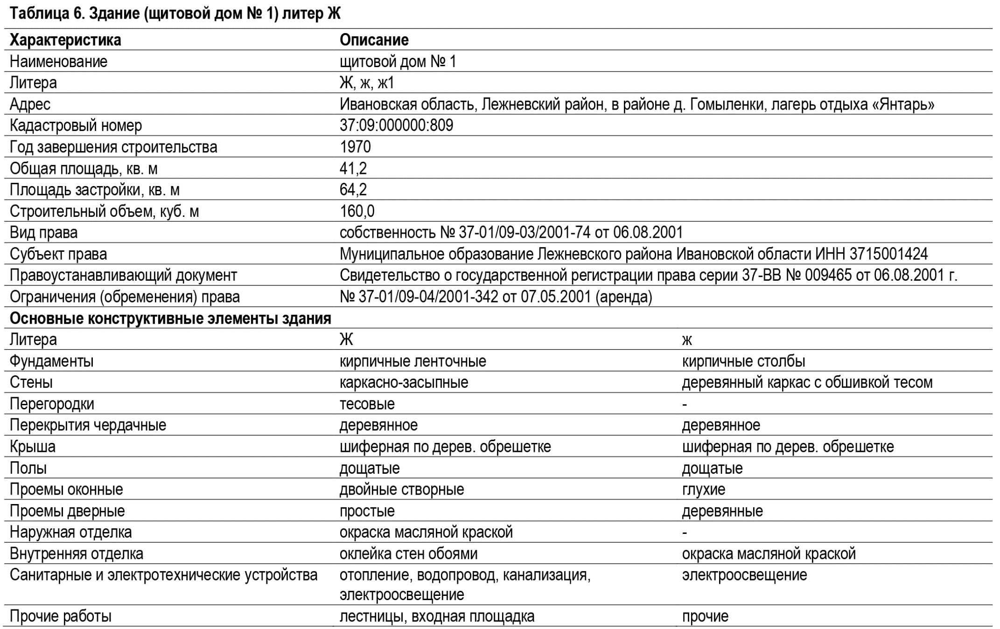 Таблица 6. Здание (щитовой дом № 1) литер Ж
Характеристика Описание
Наименование щитовой дом № 1
Литера Ж, ж, ж1
Адрес Ивановская область, Лежневский район, в районе д. Гомыленки, лагерь отдыха «Янтарь»
Кадастровый номер 37:09:000000:809
Год завершения строительства 1970
Общая площадь, кв. м 41,2
Площадь застройки, кв. м 64,2
Строительный объем, куб. м 160,0
Вид права собственность № 37-01/09-03/2001-74 от 06.08.2001
Субъект права Муниципальное образование Лежневского района Ивановской области ИНН 3715001424
Правоустанавливающий документ Свидетельство о государственной регистрации права серии 37-ВВ № 009465 от 06.08.2001 г.
Ограничения (обременения) права № 37-01/09-04/2001-342 от 07.05.2001 (аренда)
Основные конструктивные элементы здания
Литера Ж ж
Фундаменты кирпичные ленточные кирпичные столбы
Стены каркасно-засыпные деревянный каркас с обшивкой тесом
Перегородки тесовые -
Перекрытия чердачные деревянное деревянное
Крыша шиферная по дерев. обрешетке шиферная по дерев. обрешетке
Полы дощатые дощатые
Проемы оконные двойные створные глухие
Проемы дверные простые деревянные
Наружная отделка окраска масляной краской -
Внутренняя отделка оклейка стен обоями окраска масляной краской
Санитарные и электротехнические устройства отопление, водопровод, канализация, электроосвещение
электроосвещение
Прочие работы лестницы, входная площадка прочие